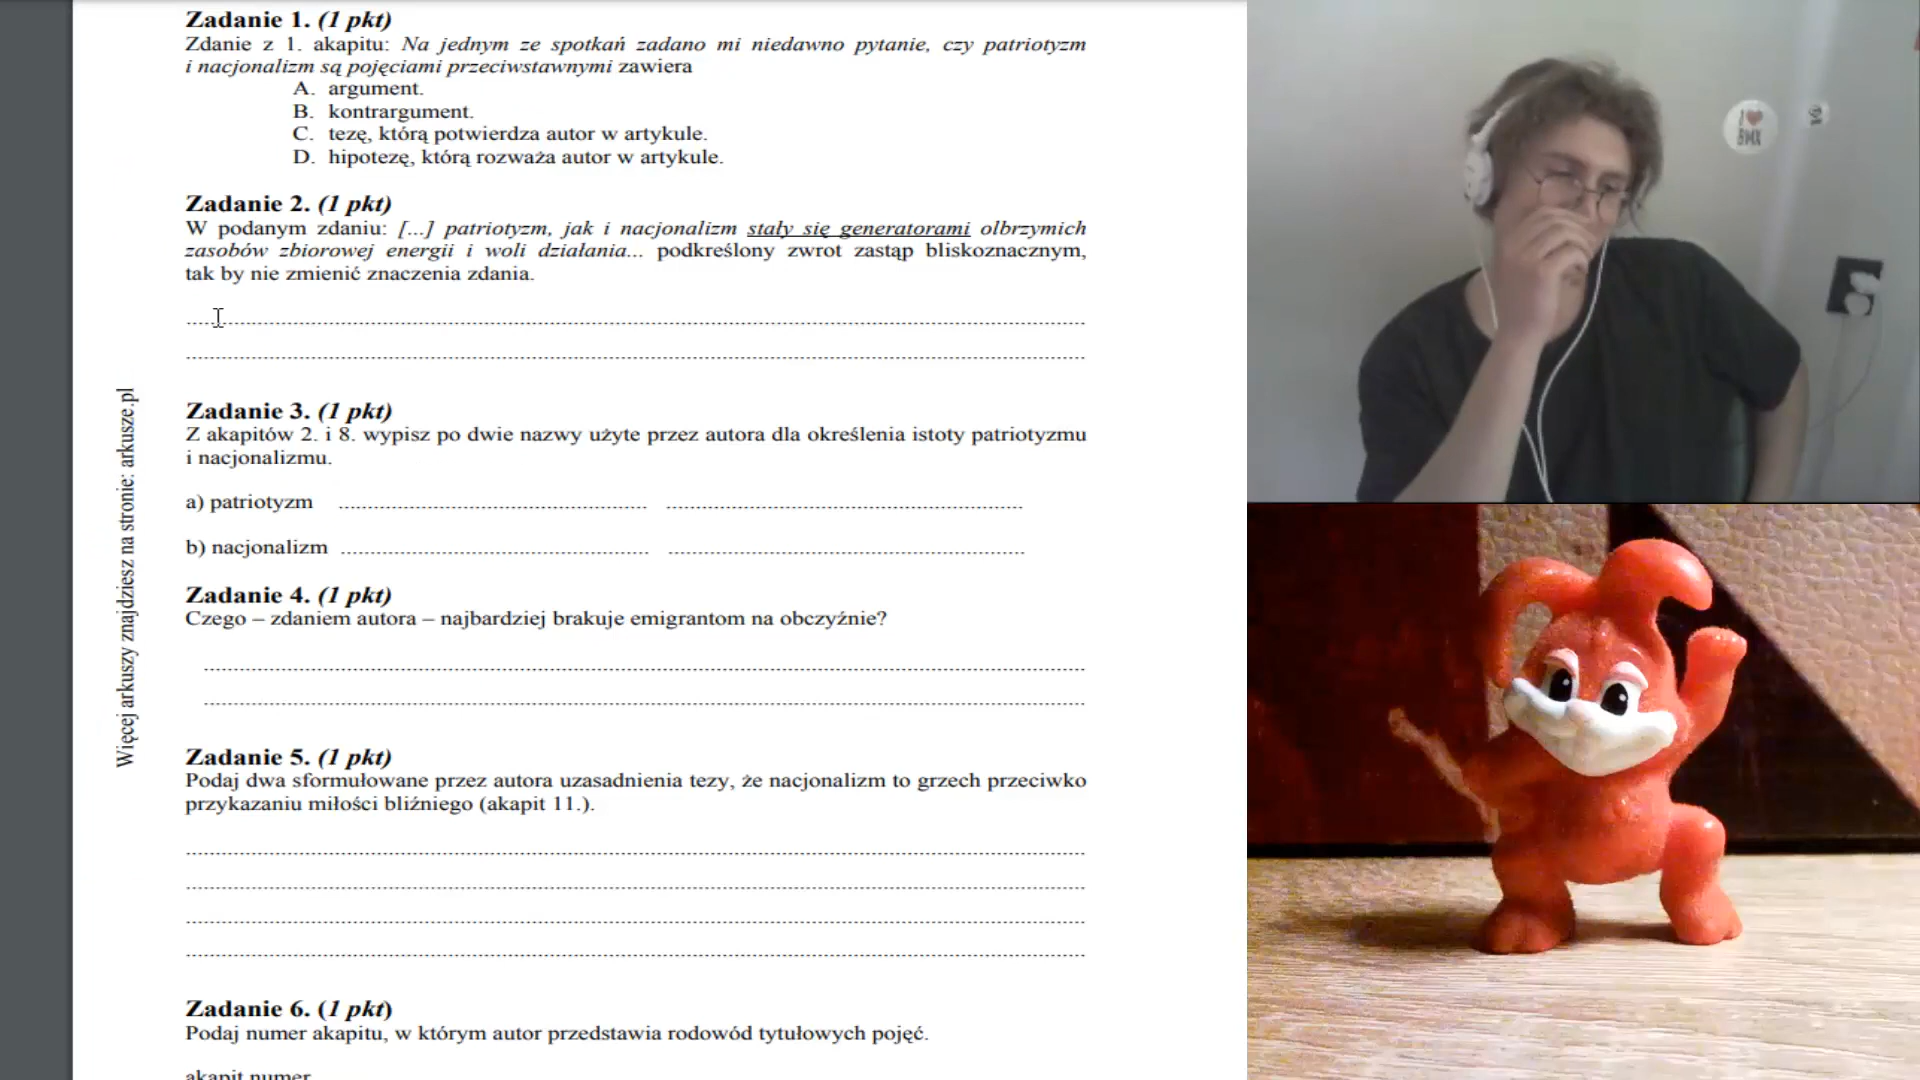 Zadanie 1. (1 pkt)
Zdanie z 1. akapitu: Na jednym ze spotkań zadano mi niedawno pytanie, czy patriotyzm
i nacjonalizm są pojęciami przeciwstawnymi zawiera
A. argument.
B. kontrargument.
C. tezę, którą potwierdza autor w artykule.
D. hipotezę, którą rozważa autor w artykule.
Zadanie 2. (1 pkt)
W podanym zdaniu: [...] patriotyzm, jak i nacjonalizm stały się generatorami olbrzymich
zasobów zbiorowej energii i woli działania... podkreślony zwrot zastąp bliskoznacznym,
tak by nie zmienić znaczenia zdania.
Zadanie 3. (1 pkt)
Z akapitów 2. i 8. wypisz po dwie nazwy użyte przez autora dla określenia istoty patriotyzmu
i nacjonalizmu.
a) patriotyzm
b) nacjonalizm
Zadanie 4. (1 pkt)
Czego – zdaniem autora – najbardziej brakuje emigrantom na obczyźnie?
Zadanie 5. (1 pkt)
Podaj dwa sformułowane przez autora uzasadnienia tezy, że nacjonalizm to grzech przeciwko
przykazaniu miłości bliźniego (akapit 11.).
Zadanie 6. (1 pkt)
Podaj numer akapitu, w którym autor przedstawia rodowód tytułowych pojęć.
akapit numer
Więcej arkuszy znajdziesz na stronie: arkusze.pl
I ❤ BMX